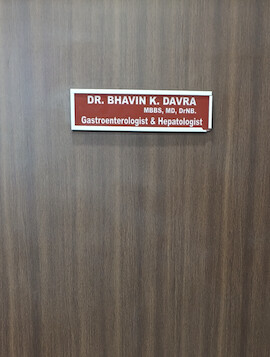 DR. BHAVIN K. DAVRA
MBBS, MD, DrNB.
Gastroenterologist & Hepatologist